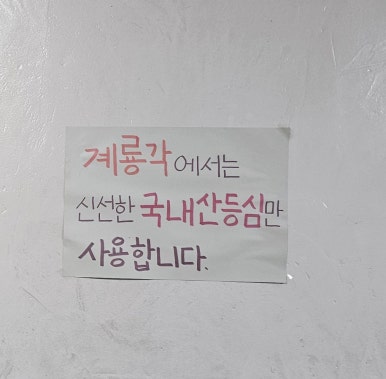 계룡각에서는
신선한 국내산등심만
사용합니다.